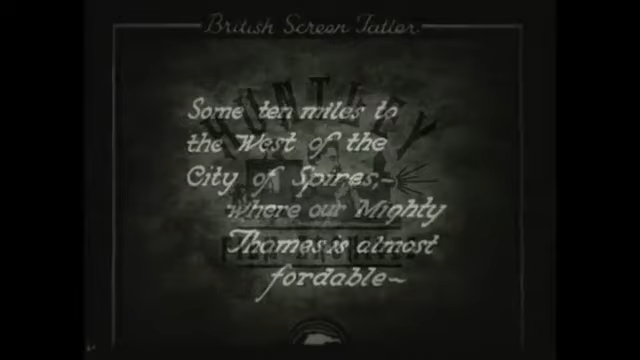 British Screen Tatler
HUNTLEY
Some ten miles to
the West of the
City of Spires,—
where our Mighty
Thames is almost
fordable~